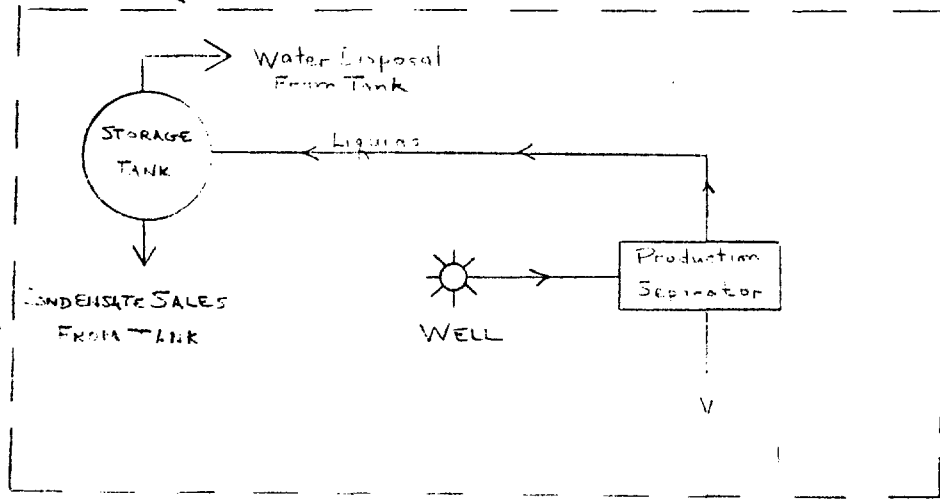 Water Disposal
From Tank
STORAGE
TANK
Liquids
Production
Separator
WELL
CONDENSATE SALES
FROM TANK